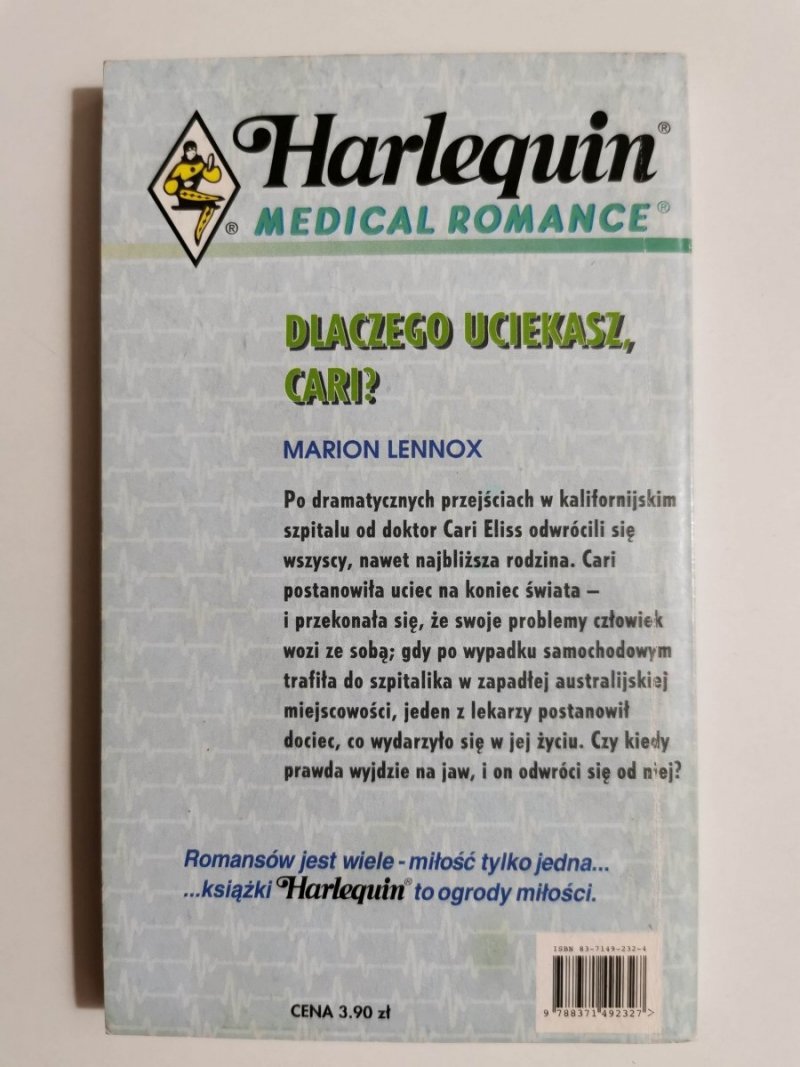 Harlequin®
® MEDICAL ROMANCE®
DLACZEGO UCIEKASZ,
CARI?
MARION LENNOX
Po dramatycznych przejściach w kalifornijskim
szpitalu od doktor Cari Eliss odwrócili się
wszyscy, nawet najbliższa rodzina. Cari
postanowiła uciec na koniec świata –
i przekonała się, że swoje problemy człowiek
wozi ze sobą; gdy po wypadku samochodowym
trafiła do szpitalika w zapadłej australijskiej
miejscowości, jeden z lekarzy postanowił
dociec, co wydarzyło się w jej życiu. Czy kiedy
prawda wyjdzie na jaw, i on odwróci się od niej?
Romansów jest wiele - miłość tylko jedna...
...książki Harlequin® to ogrody miłości.
ISBN 83-7149-232-4
9 788371 492327 >
CENA 3.90 zł